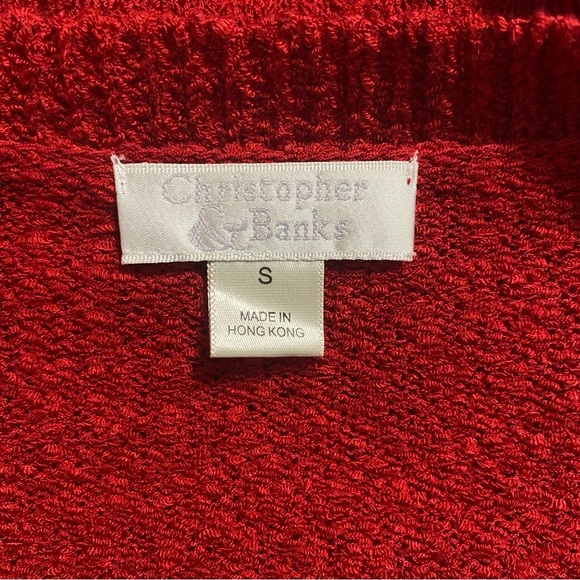 Christopher
& Banks
S
MADE IN
HONG KONG